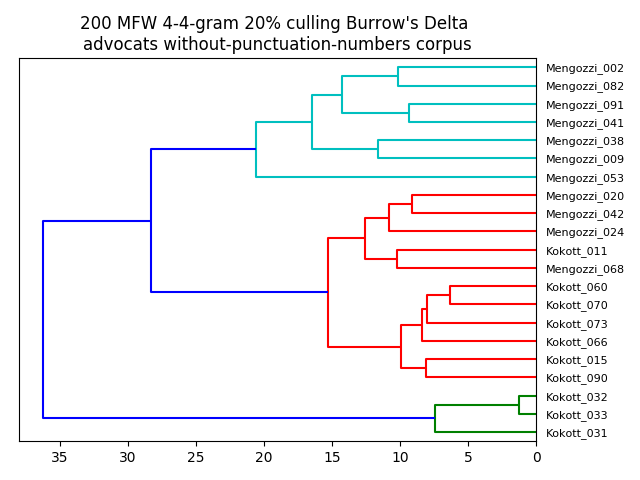 200 MFW 4-4-gram 20% culling Burrow's Delta
advocats without-punctuation-numbers corpus
Mengozzi_002
Mengozzi_082
Mengozzi_091
Mengozzi_041
Mengozzi_038
Mengozzi_009
Mengozzi_053
Mengozzi_020
Mengozzi_042
Mengozzi_024
Kokott_011
Mengozzi_068
Kokott_060
Kokott_070
Kokott_073
Kokott_066
Kokott_015
Kokott_090
Kokott_032
Kokott_033
Kokott_031
35 30 25 20 15 10 5 0